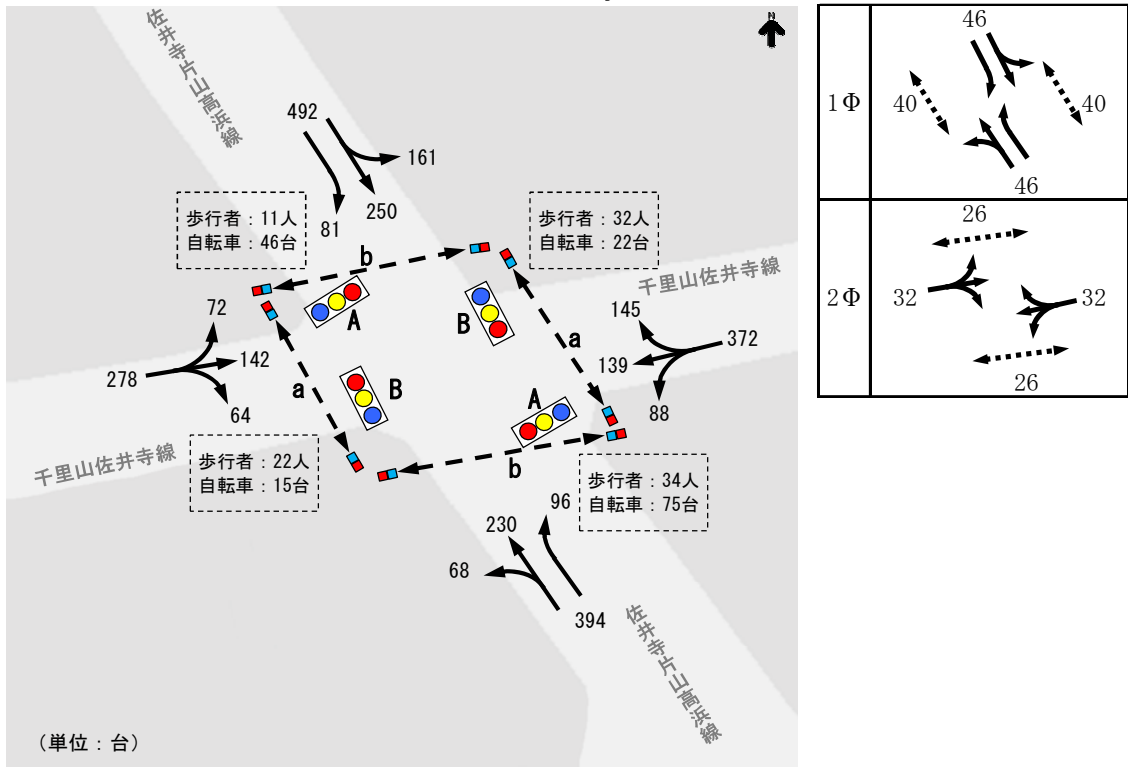 佐井寺片山高浜線
N
492
161
250
81
歩行者：11人
自転車：46台
歩行者：32人
自転車：22台
b
千里山佐井寺線
A
B
a
145
372
139
88
72
142
278
64
a
B
A
千里山佐井寺線
歩行者：22人
自転車：15台
b
歩行者：34人
自転車：75台
96
230
68
394
佐井寺片山高浜線
（単位：台）
1Φ
46
40
40
46
2Φ
26
32
32
26